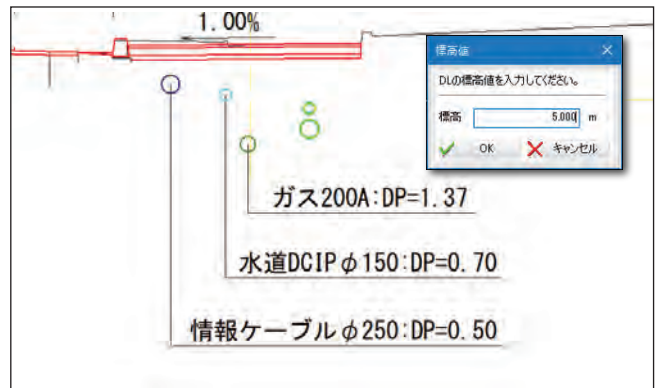 1.00%
標高値
DLの標高値を入力してください。
標高 5.000 m
OK キャンセル
ガス200A:DP=1.37
水道DCIPφ150:DP=0.70
情報ケーブルφ250:DP=0.50